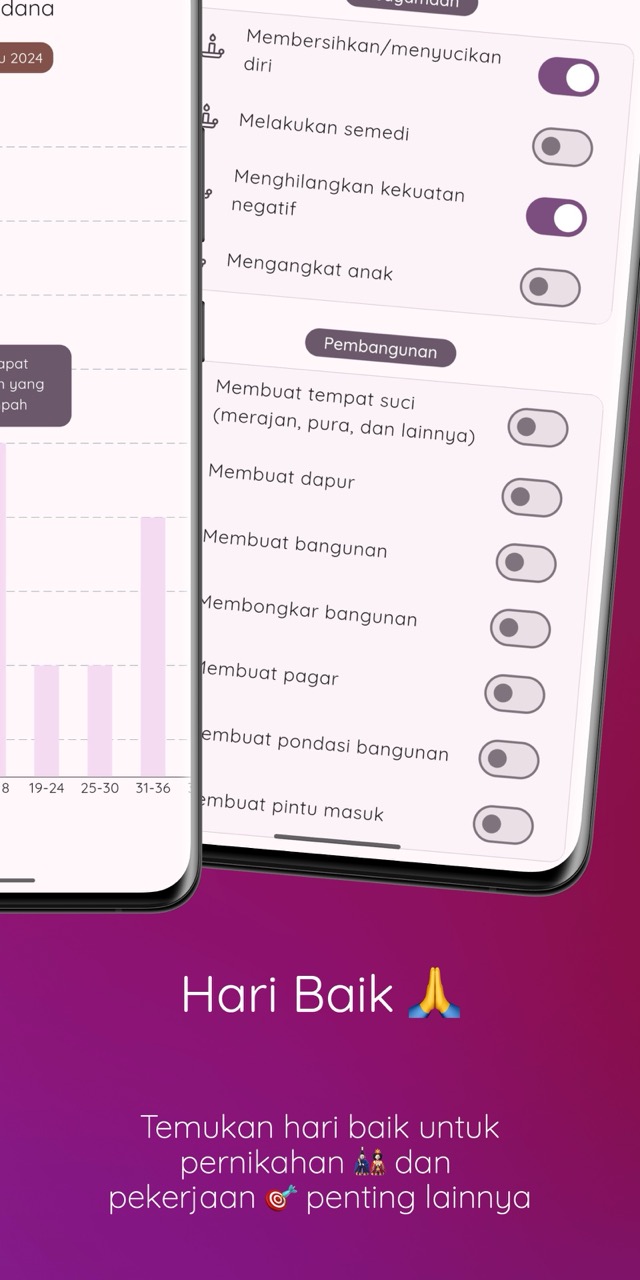 dana
u 2024
apat
n yang
pah
8 19-24 25-30 31-36
Membersihkan/menyucikan
diri
Melakukan semedi
Menghilangkan kekuatan
negatif
Mengangkat anak
Pembangunan
Membuat tempat suci
(merajan, pura, dan lainnya)
Membuat dapur
Membuat bangunan
Membongkar bangunan
Membuat pagar
embuat pondasi bangunan
embuat pintu masuk
Hari Baik 🙏
Temukan hari baik untuk
pernikahan 🎎 dan
pekerjaan 🎯 penting lainnya